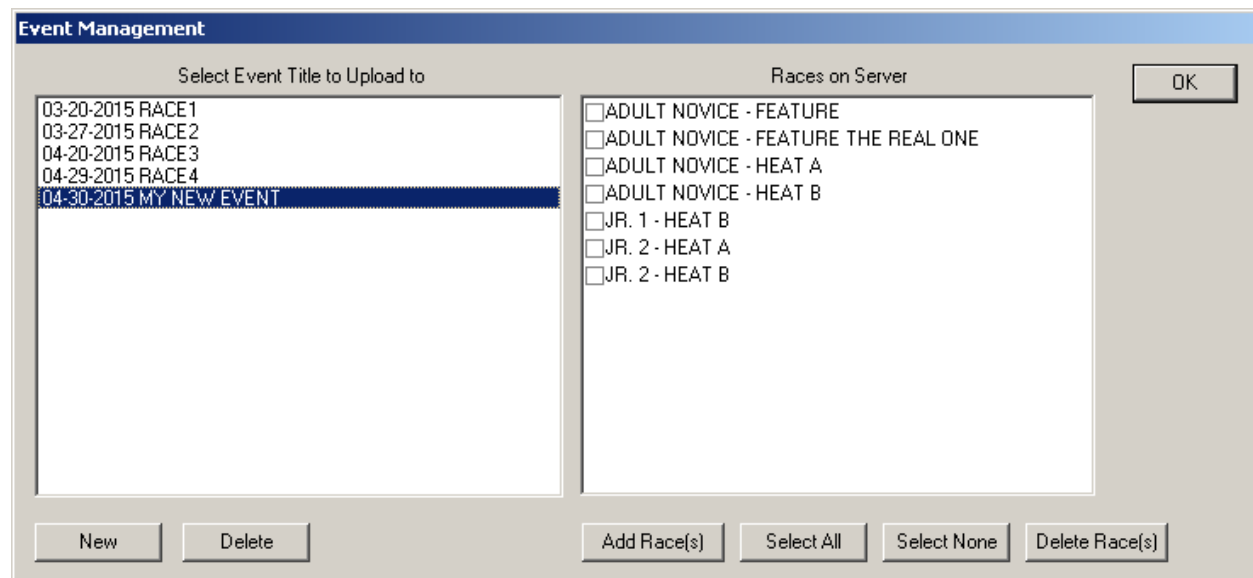 Event Management
Select Event Title to Upload to
03-20-2015 RACE1
03-27-2015 RACE2
04-20-2015 RACE3
04-29-2015 RACE4
04-30-2015 MY NEW EVENT
New
Delete
Races on Server
ADULT NOVICE - FEATURE
ADULT NOVICE - FEATURE THE REAL ONE
ADULT NOVICE - HEAT A
ADULT NOVICE - HEAT B
JR. 1 - HEAT B
JR. 2 - HEAT A
JR. 2 - HEAT B
Add Race(s)
Select All
Select None
Delete Race(s)
OK